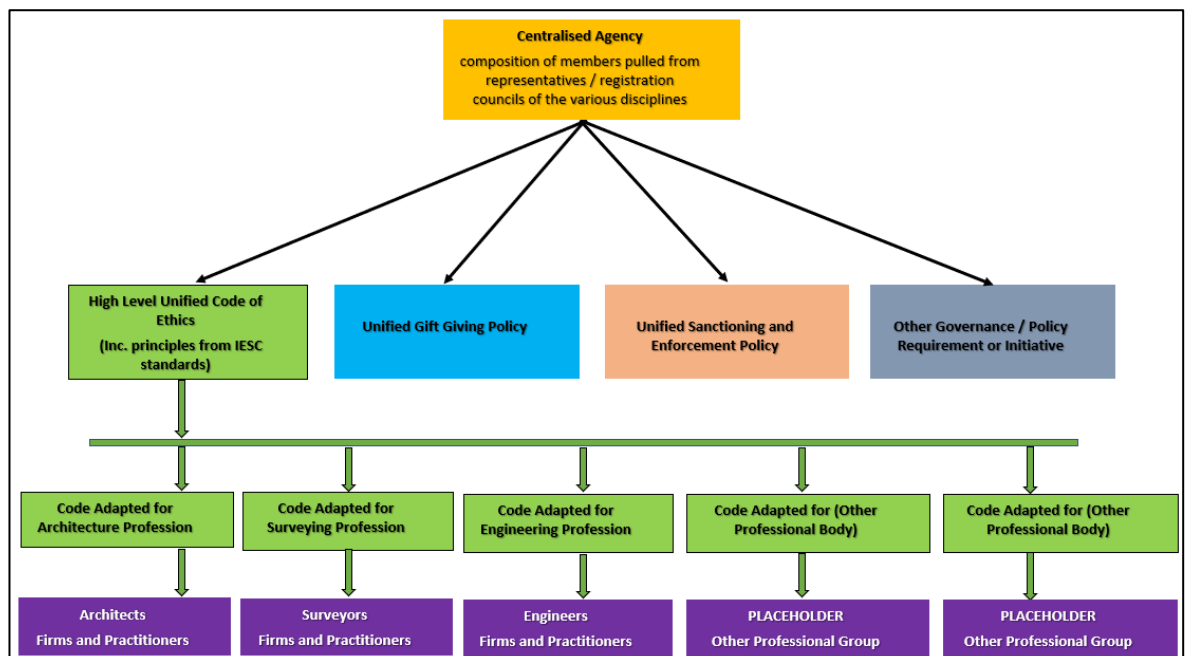 Centralised Agency
composition of members pulled from
representatives / registration
councils of the various disciplines
High Level Unified Code of
Ethics
(Inc. principles from IESC
standards)
Unified Gift Giving Policy
Unified Sanctioning and
Enforcement Policy
Other Governance / Policy
Requirement or Initiative
Code Adapted for
Architecture Profession
Code Adapted for
Surveying Profession
Code Adapted for
Engineering Profession
Code Adapted for (Other
Professional Body)
Code Adapted for (Other
Professional Body)
Architects
Firms and Practitioners
Surveyors
Firms and Practitioners
Engineers
Firms and Practitioners
PLACEHOLDER
Other Professional Group
PLACEHOLDER
Other Professional Group